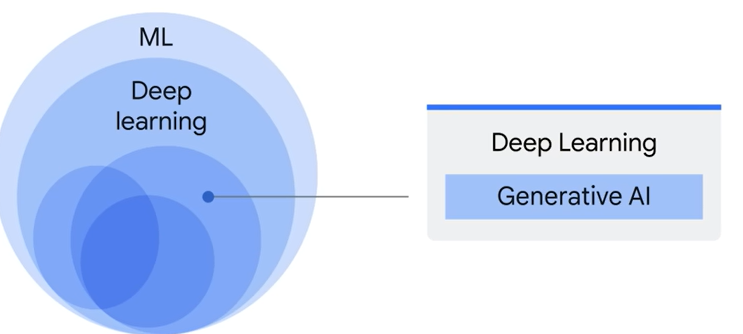 ML
Deep
learning
Deep Learning
Generative AI